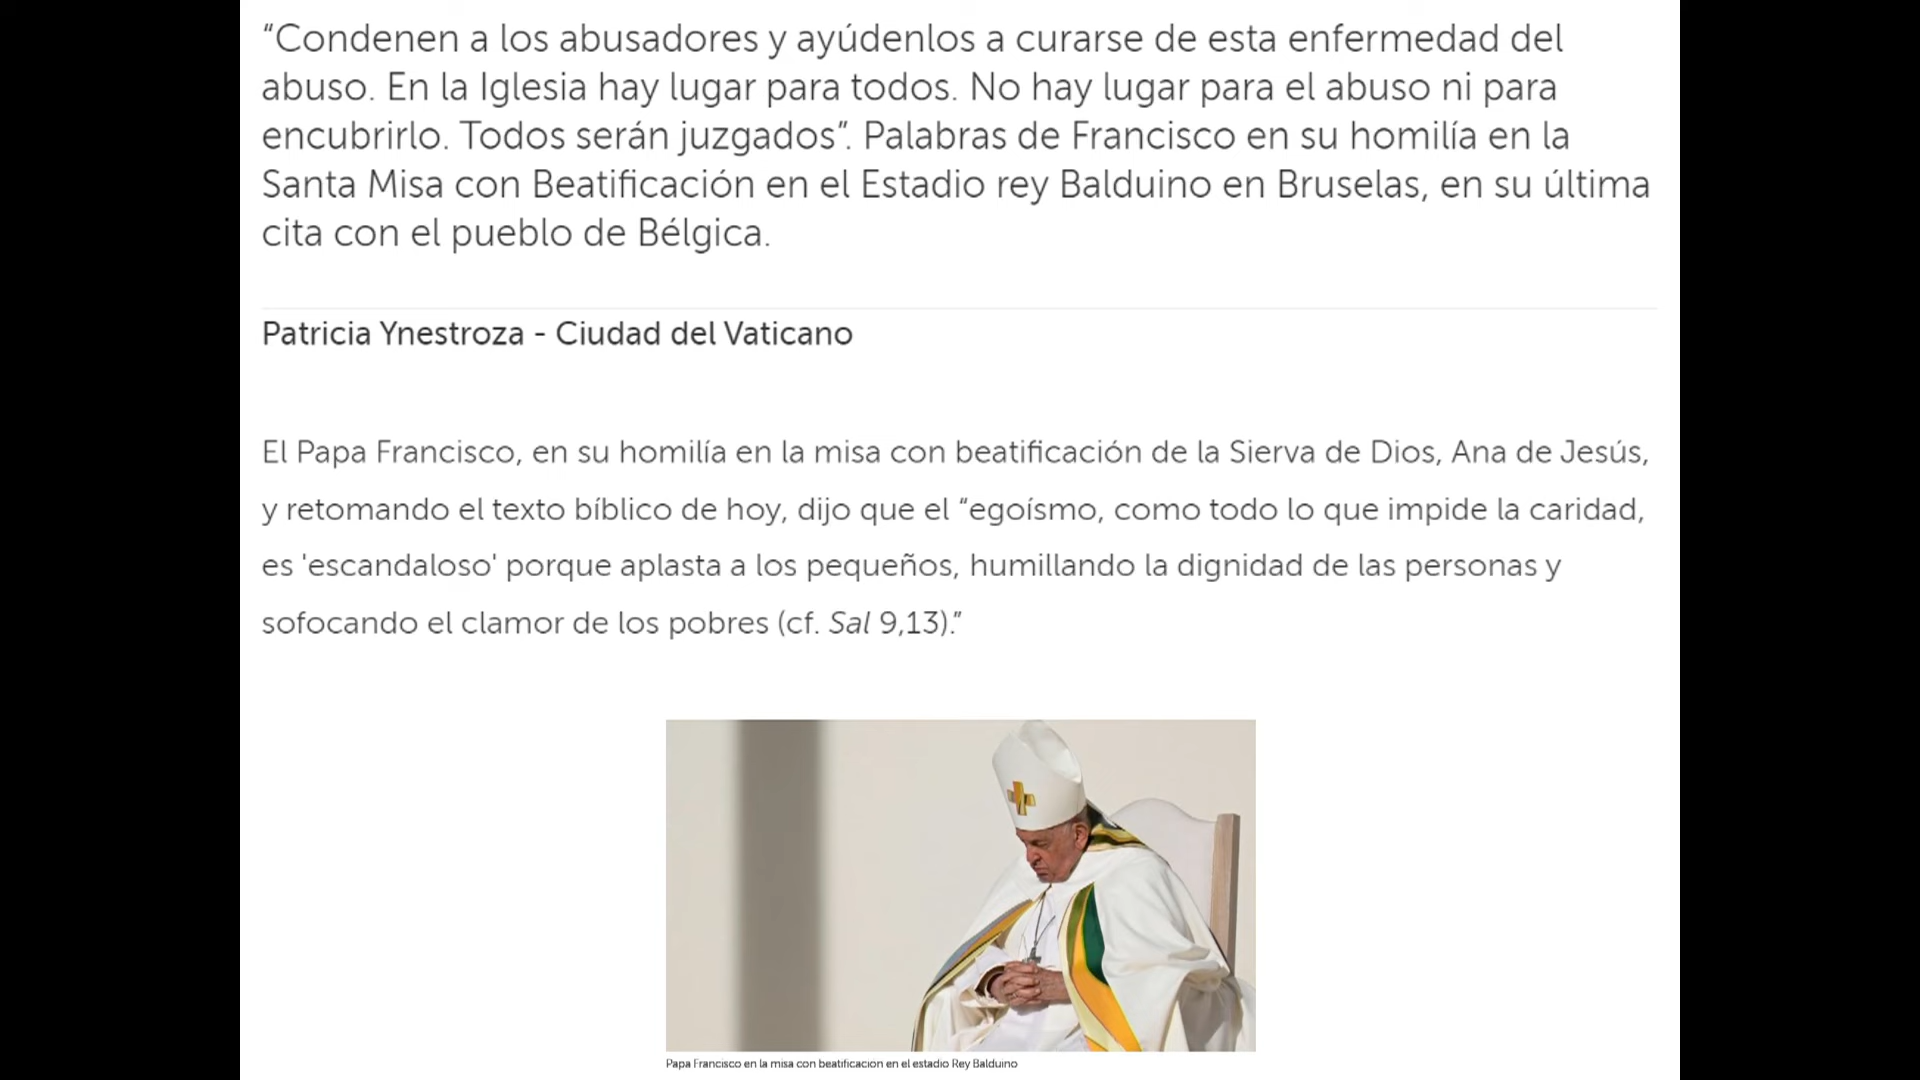 “Condenen a los abusadores y ayúdenlos a curarse de esta enfermedad del
abuso. En la Iglesia hay lugar para todos. No hay lugar para el abuso ni para
encubrirlo. Todos serán juzgados”. Palabras de Francisco en su homilía en la
Santa Misa con Beatificación en el Estadio rey Balduino en Bruselas, en su última
cita con el pueblo de Bélgica.
Patricia Ynestroza - Ciudad del Vaticano
El Papa Francisco, en su homilía en la misa con beatificación de la Sierva de Dios, Ana de Jesús,
y retomando el texto bíblico de hoy, dijo que el “egoísmo, como todo lo que impide la caridad,
es 'escandaloso' porque aplasta a los pequeños, humillando la dignidad de las personas y
sofocando el clamor de los pobres (cf. Sal 9,13).”
Papa Francisco en la misa con beatificación en el estadio Rey Balduino